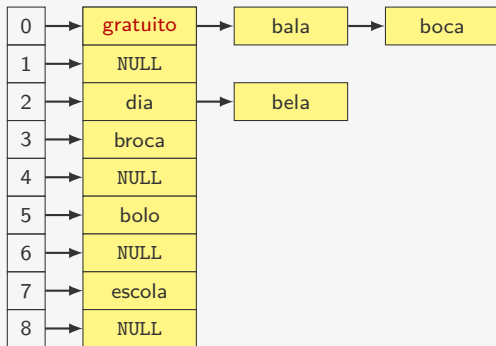 0 gratuito bala boca
1 NULL
2 dia bela
3 broca
4 NULL
5 bolo
6 NULL
7 escola
8 NULL